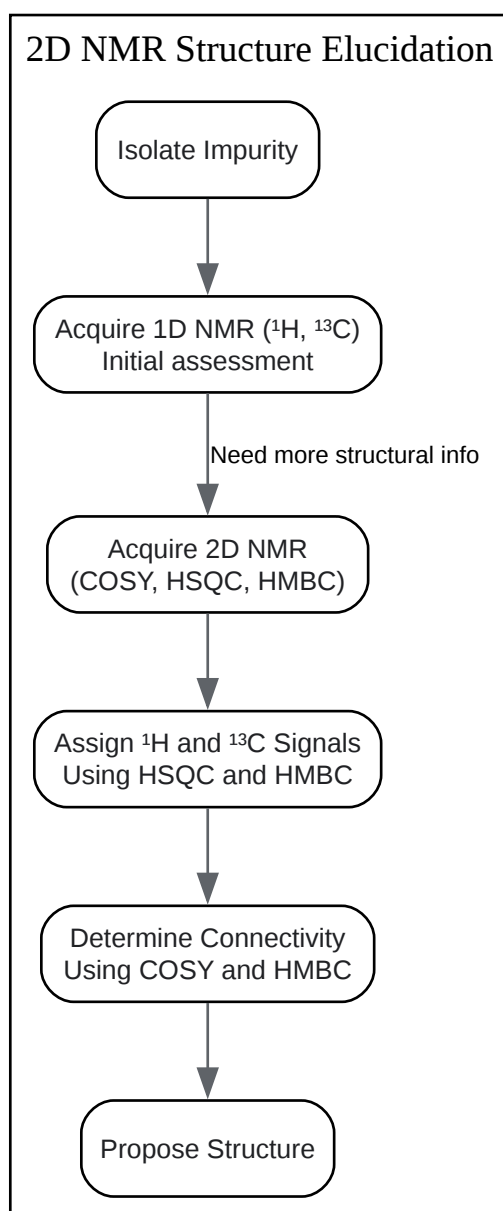 2D NMR Structure Elucidation
Isolate Impurity
Acquire 1D NMR (¹H, ¹³C)
Initial assessment
Need more structural info
Acquire 2D NMR
(COSY, HSQC, HMBC)
Assign ¹H and ¹³C Signals
Using HSQC and HMBC
Determine Connectivity
Using COSY and HMBC
Propose Structure